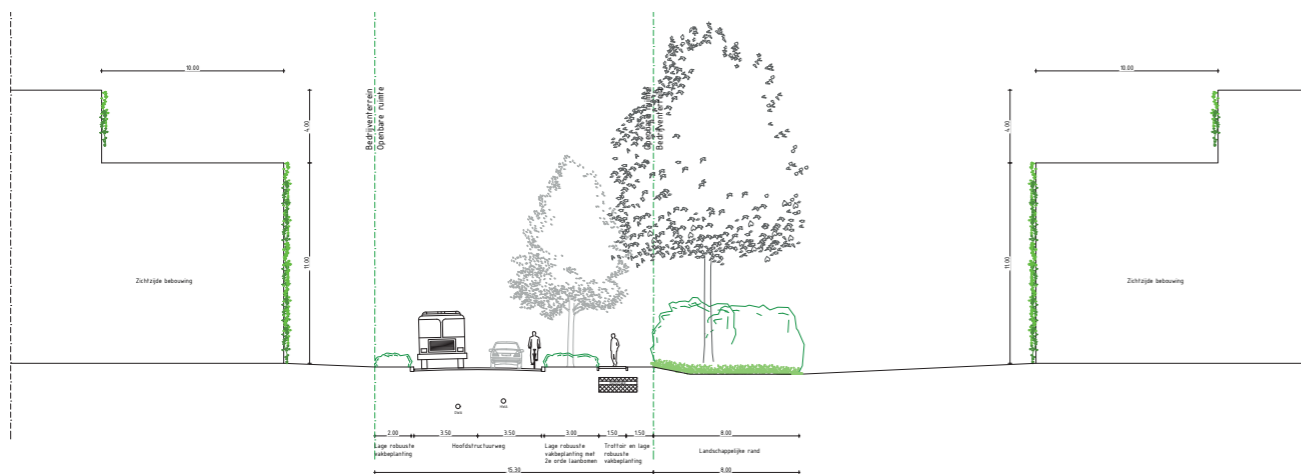 10.00
10.00
4.00
4.00
Bedrijventerrein
Openbare ruimte
Openbare ruimte
Bedrijventerrein
11.00
11.00
Zichtzijde bebouwing
Zichtzijde bebouwing
2.00
3.50
3.50
3.00
1.50
1.50
8.00
Lage robuuste
vakbeplanting
Hoofdstructuurweg
Lage robuuste
vakbeplanting met
2e orde laanbomen
Trottoir en lage
robuuste
vakbeplanting
Landschappelijke rand
15.30
8.00